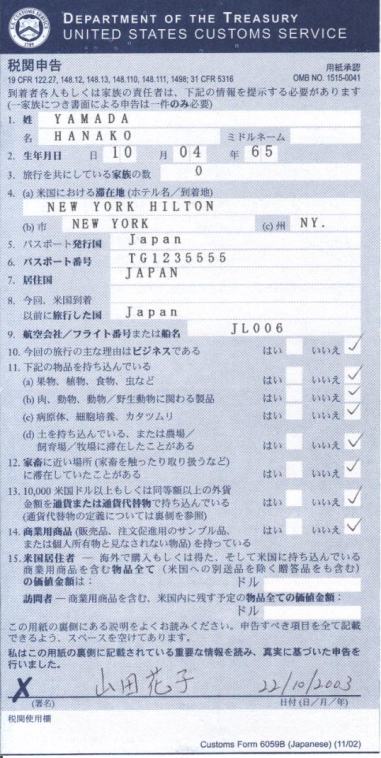 DEPARTMENT OF THE TREASURY
UNITED STATES CUSTOMS SERVICE
税関申告
用紙承認
19 CFR 122.27, 148.12, 148.13, 148.110, 148.111, 1498; 31 CFR 5316
OMB NO. 1515-0041
到着者各人もしくは家族の責任者は、下記の情報を提示する必要があります
(一家族につき書面による申告は一件のみ必要)
1. 姓 YAMADA
名 HANAKO ミドルネーム
2. 生年月日 日 10 月 04 年 65
3. 旅行を共にしている家族の数 0
4. (a) 米国における滞在地 (ホテル名／到着地)
NEW YORK HILTON
(b) 市 NEW YORK (c) 州 NY.
5. パスポート発行国 Japan
6. パスポート番号 TG1235555
7. 居住国 JAPAN
8. 今回、米国到着
以前に旅行した国 Japan
9. 航空会社／フライト番号または船名 JL006
10. 今回の旅行の主な理由はビジネスである はい いいえ ✓
11. 下記の物品を持ち込んでいる
(a) 果物、植物、食物、虫など はい いいえ ✓
(b) 肉、動物、動物／野生動物に関わる製品 はい いいえ ✓
(c) 病原体、細胞培養、カタツムリ はい いいえ ✓
(d) 土を持ち込んでいる、または農場／
飼育場／牧場に滞在したことがある はい いいえ ✓
12. 家畜に近い場所 (家畜を触ったり取り扱うなど)
に滞在していたことがある はい いいえ ✓
13. 10,000 米国ドル以上もしくは同等額以上の外貨
金額を通貨または通貨代替物で持ち込んでいる はい いいえ ✓
(通貨代替物の定義については裏側を参照)
14. 商業用商品 (販売品、注文促進用のサンプル品、 はい いいえ ✓
または個人所有物と見なされない物品) を持っている
15. 米国居住者 — 海外で購入もしくは得た、そして米国に持ち込んでいる
商業用商品を含む物品全て (米国への別送品を除く贈答品をも含む)
の価値金額は： ドル
訪問者 — 商業用商品を含む、米国内に残す予定の物品全ての価値金額：
ドル
この用紙の裏側にある説明をよくお読みください。申告すべき項目を全て記載
できるよう、スペースを空けてあります。
私はこの用紙の裏側に記載されている重要な情報を読み、真実に基づいた申告を
行いました。
X 山田花子 22/10/2003
(署名) 日付 (日／月／年)
税関使用欄
Customs Form 6059B (Japanese) (11/02)